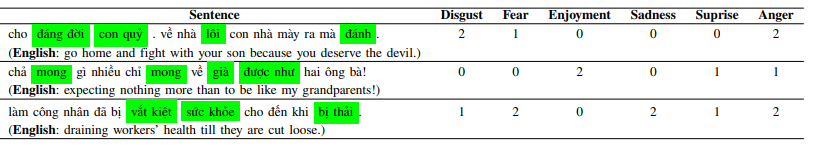 Sentence Disgust Fear Enjoyment Sadness Suprise Anger
cho đáng đời con quỷ . về nhà lôi con nhà mày ra mà đánh . 2 1 0 0 0 2
(English: go home and fight with your son because you deserve the devil.)
chả mong gì nhiều chỉ mong về già được như hai ông bà! 0 0 2 0 1 1
(English: expecting nothing more than to be like my grandparents!)
làm công nhân đã bị vắt kiệt sức khỏe cho đến khi bị thải . 1 2 0 2 1 2
(English: draining workers' health till they are cut loose.)